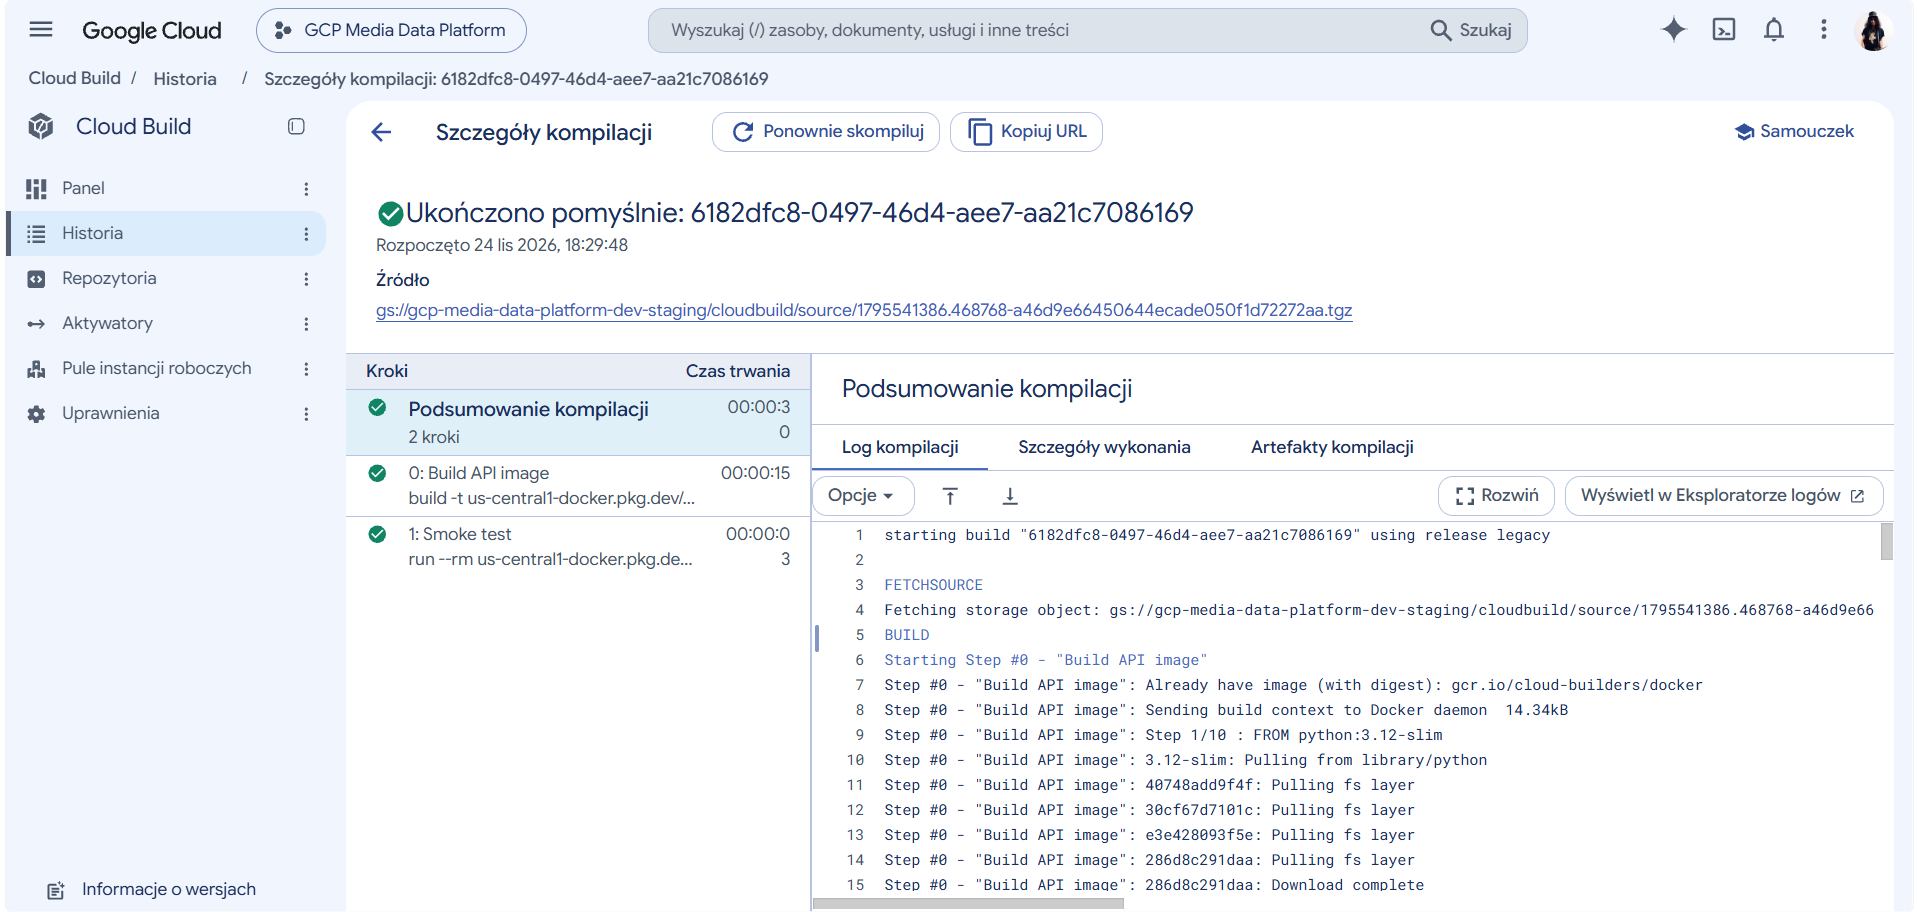 Google Cloud
GCP Media Data Platform
Wyszukaj (/) zasoby, dokumenty, usługi i inne treści
Szukaj
Cloud Build / Historia / Szczegóły kompilacji: 6182dfc8-0497-46d4-aee7-aa21c7086169
Cloud Build
Panel
Historia
Repozytoria
Aktywatory
Pule instancji roboczych
Uprawnienia
Informacje o wersjach
Szczegóły kompilacji
Ponownie skompiluj
Kopiuj URL
Samouczek
Ukończono pomyślnie: 6182dfc8-0497-46d4-aee7-aa21c7086169
Rozpoczęto 24 lis 2026, 18:29:48
Źródło
gs://gcp-media-data-platform-dev-staging/cloudbuild/source/1795541386.468768-a46d9e66450644ecade050f1d72272aa.tgz
Kroki Czas trwania
Podsumowanie kompilacji 00:00:3
2 kroki 0
0: Build API image 00:00:15
build -t us-central1-docker.pkg.dev/...
1: Smoke test 00:00:0
run --rm us-central1-docker.pkg.de... 3
Podsumowanie kompilacji
Log kompilacji Szczegóły wykonania Artefakty kompilacji
Opcje Rozwiń Wyświetl w Eksploratorze logów
1 starting build "6182dfc8-0497-46d4-aee7-aa21c7086169" using release legacy
2
3 FETCHSOURCE
4 Fetching storage object: gs://gcp-media-data-platform-dev-staging/cloudbuild/source/1795541386.468768-a46d9e66
5 BUILD
6 Starting Step #0 - "Build API image"
7 Step #0 - "Build API image": Already have image (with digest): gcr.io/cloud-builders/docker
8 Step #0 - "Build API image": Sending build context to Docker daemon  14.34kB
9 Step #0 - "Build API image": Step 1/10 : FROM python:3.12-slim
10 Step #0 - "Build API image": 3.12-slim: Pulling from library/python
11 Step #0 - "Build API image": 40748add9f4f: Pulling fs layer
12 Step #0 - "Build API image": 30cf67d7101c: Pulling fs layer
13 Step #0 - "Build API image": e3e428093f5e: Pulling fs layer
14 Step #0 - "Build API image": 286d8c291daa: Pulling fs layer
15 Step #0 - "Build API image": 286d8c291daa: Download complete